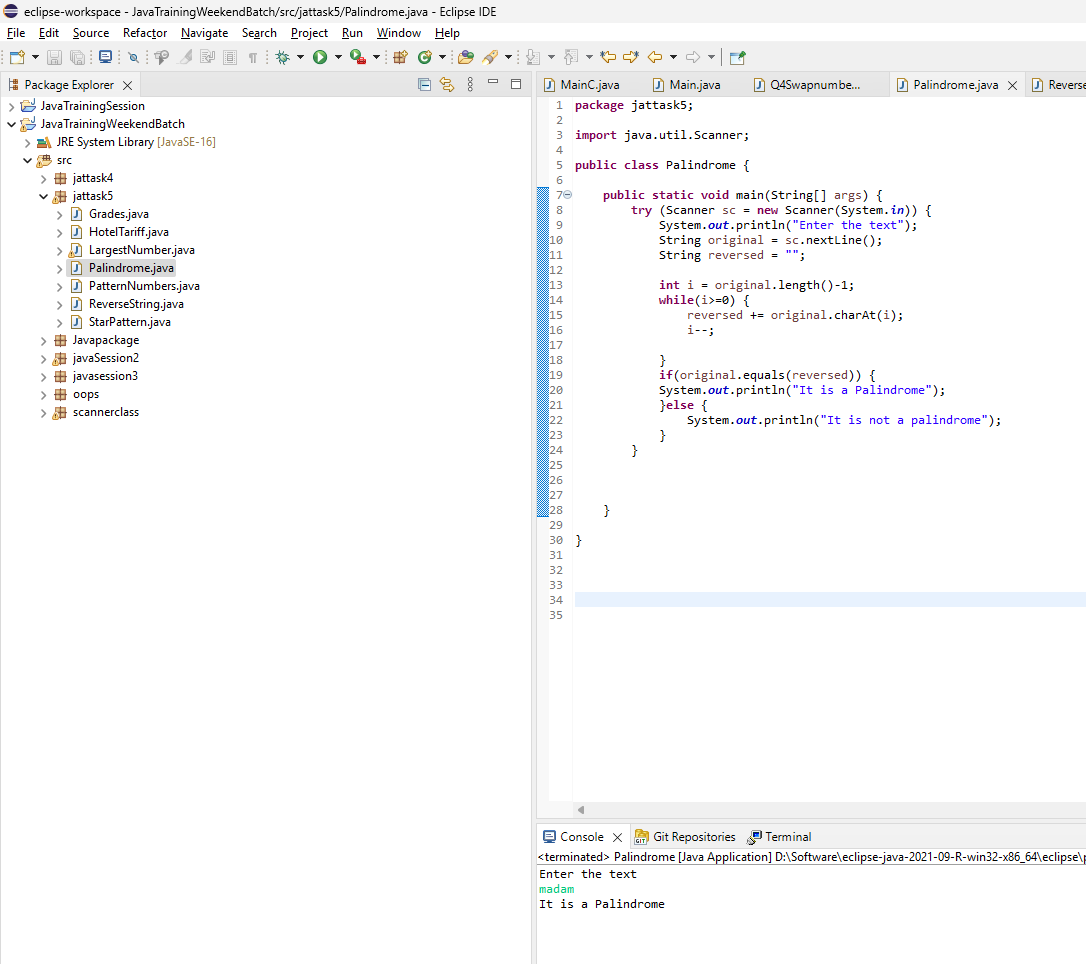 eclipse-workspace - JavaTrainingWeekendBatch/src/jattask5/Palindrome.java - Eclipse IDE
File Edit Source Refactor Navigate Search Project Run Window Help
Package Explorer
JavaTrainingSession
JavaTrainingWeekendBatch
JRE System Library [JavaSE-16]
src
jattask4
jattask5
Grades.java
HotelTariff.java
LargestNumber.java
Palindrome.java
PatternNumbers.java
ReverseString.java
StarPattern.java
Javapackage
javaSession2
javasession3
oops
scannerclass
MainC.java Main.java Q4Swapnumbe... Palindrome.java Reverse
1 package jattask5;
2
3 import java.util.Scanner;
4
5 public class Palindrome {
6
7 public static void main(String[] args) {
8 try (Scanner sc = new Scanner(System.in)) {
9 System.out.println("Enter the text");
10 String original = sc.nextLine();
11 String reversed = "";
12
13 int i = original.length()-1;
14 while(i>=0) {
15 reversed += original.charAt(i);
16 i--;
17
18 }
19 if(original.equals(reversed)) {
20 System.out.println("It is a Palindrome");
21 }else {
22 System.out.println("It is not a palindrome");
23 }
24 }
25
26
27
28 }
29
30 }
31
32
33
34
35
Console Git Repositories Terminal
<terminated> Palindrome [Java Application] D:\Software\eclipse-java-2021-09-R-win32-x86_64\eclipse\p
Enter the text
madam
It is a Palindrome